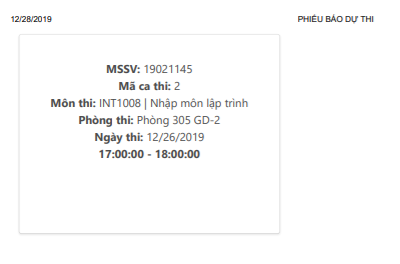 12/28/2019 PHIẾU BÁO DỰ THI
MSSV: 19021145
Mã ca thi: 2
Môn thi: INT1008 | Nhập môn lập trình
Phòng thi: Phòng 305 GD-2
Ngày thi: 12/26/2019
17:00:00 - 18:00:00